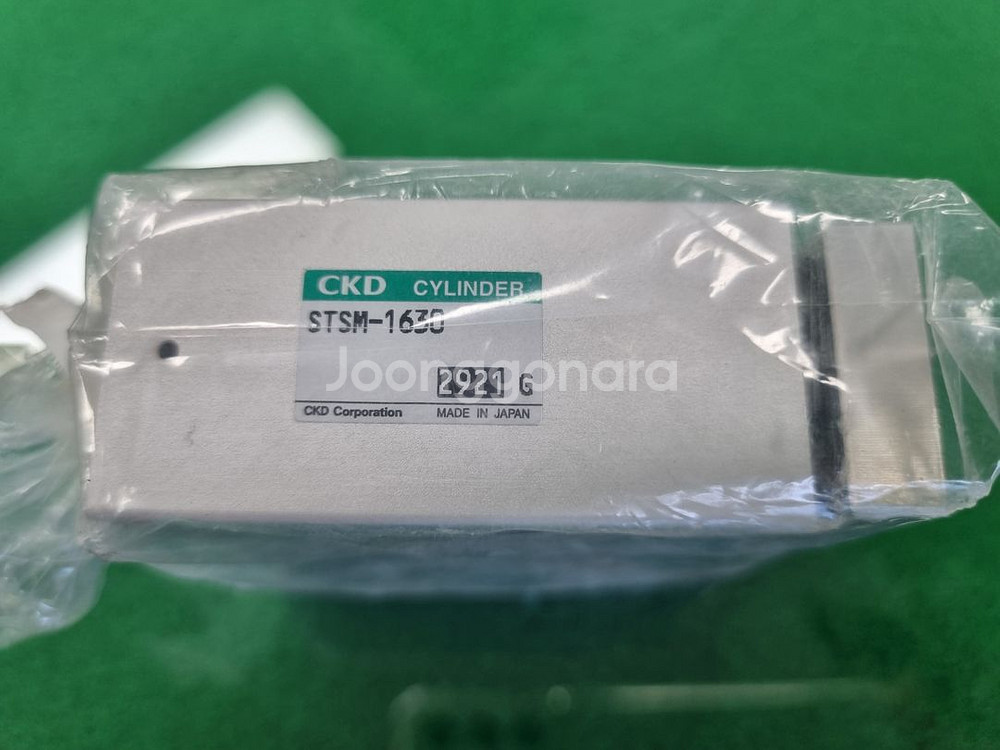 CKD CYLINDER
STSM-1630
Joonggonara
2921 G
CKD Corporation MADE IN JAPAN